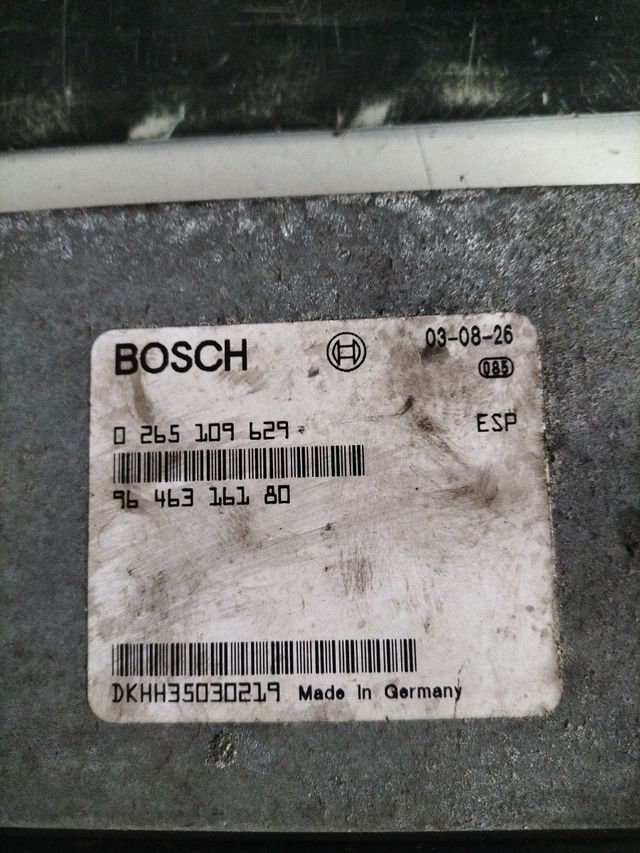 BOSCH
03-08-26
085
0 265 109 629
ESP
96 463 161 80
DKHH35030219 Made In Germany